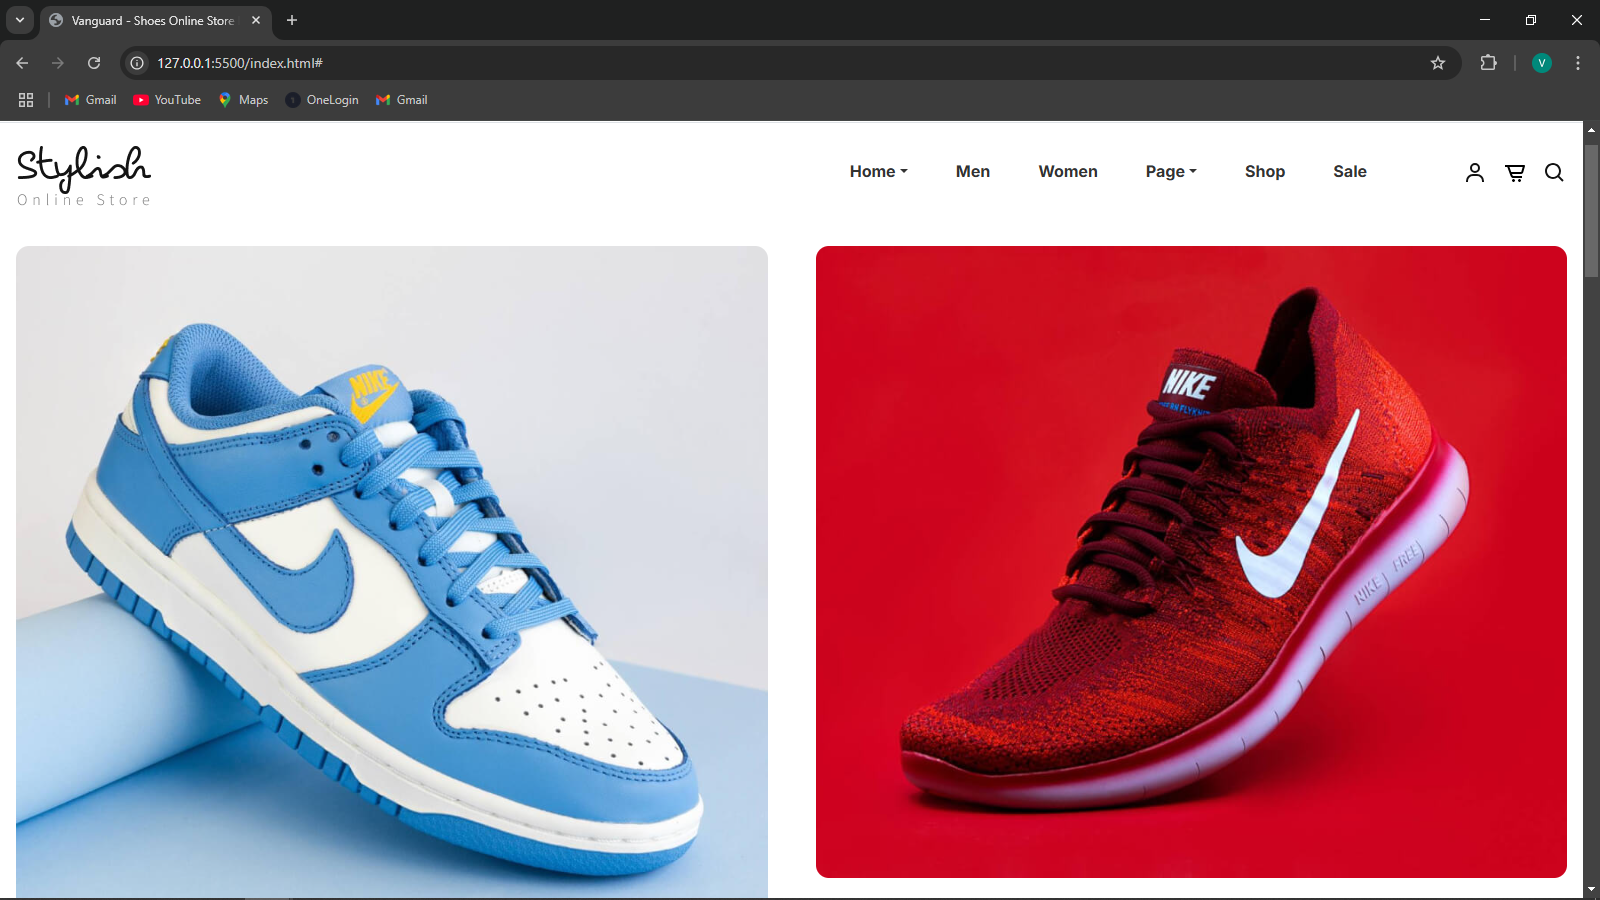 Vanguard - Shoes Online Store
127.0.0.1:5500/index.html#
V
Gmail
YouTube
Maps
OneLogin
Gmail
Stylish
Online Store
Home
Men
Women
Page
Shop
Sale
NIKE
NIKE
NIKE FREE